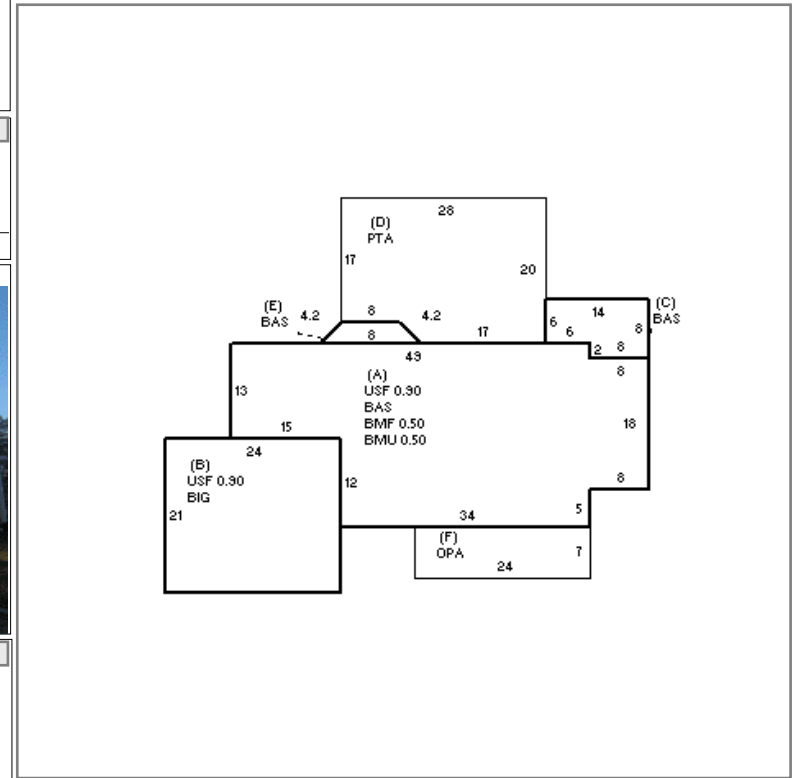 28
(D)
PTA
17
20
(E)
BAS
4.2
8
4.2
8
17
14
(C)
BAS
6
6
8
2
8
49
8
(A)
USF 0.90
BAS
BMF 0.50
BMU 0.50
13
15
18
24
(B)
USF 0.90
BIG
12
8
21
34
5
(F)
OPA
7
24